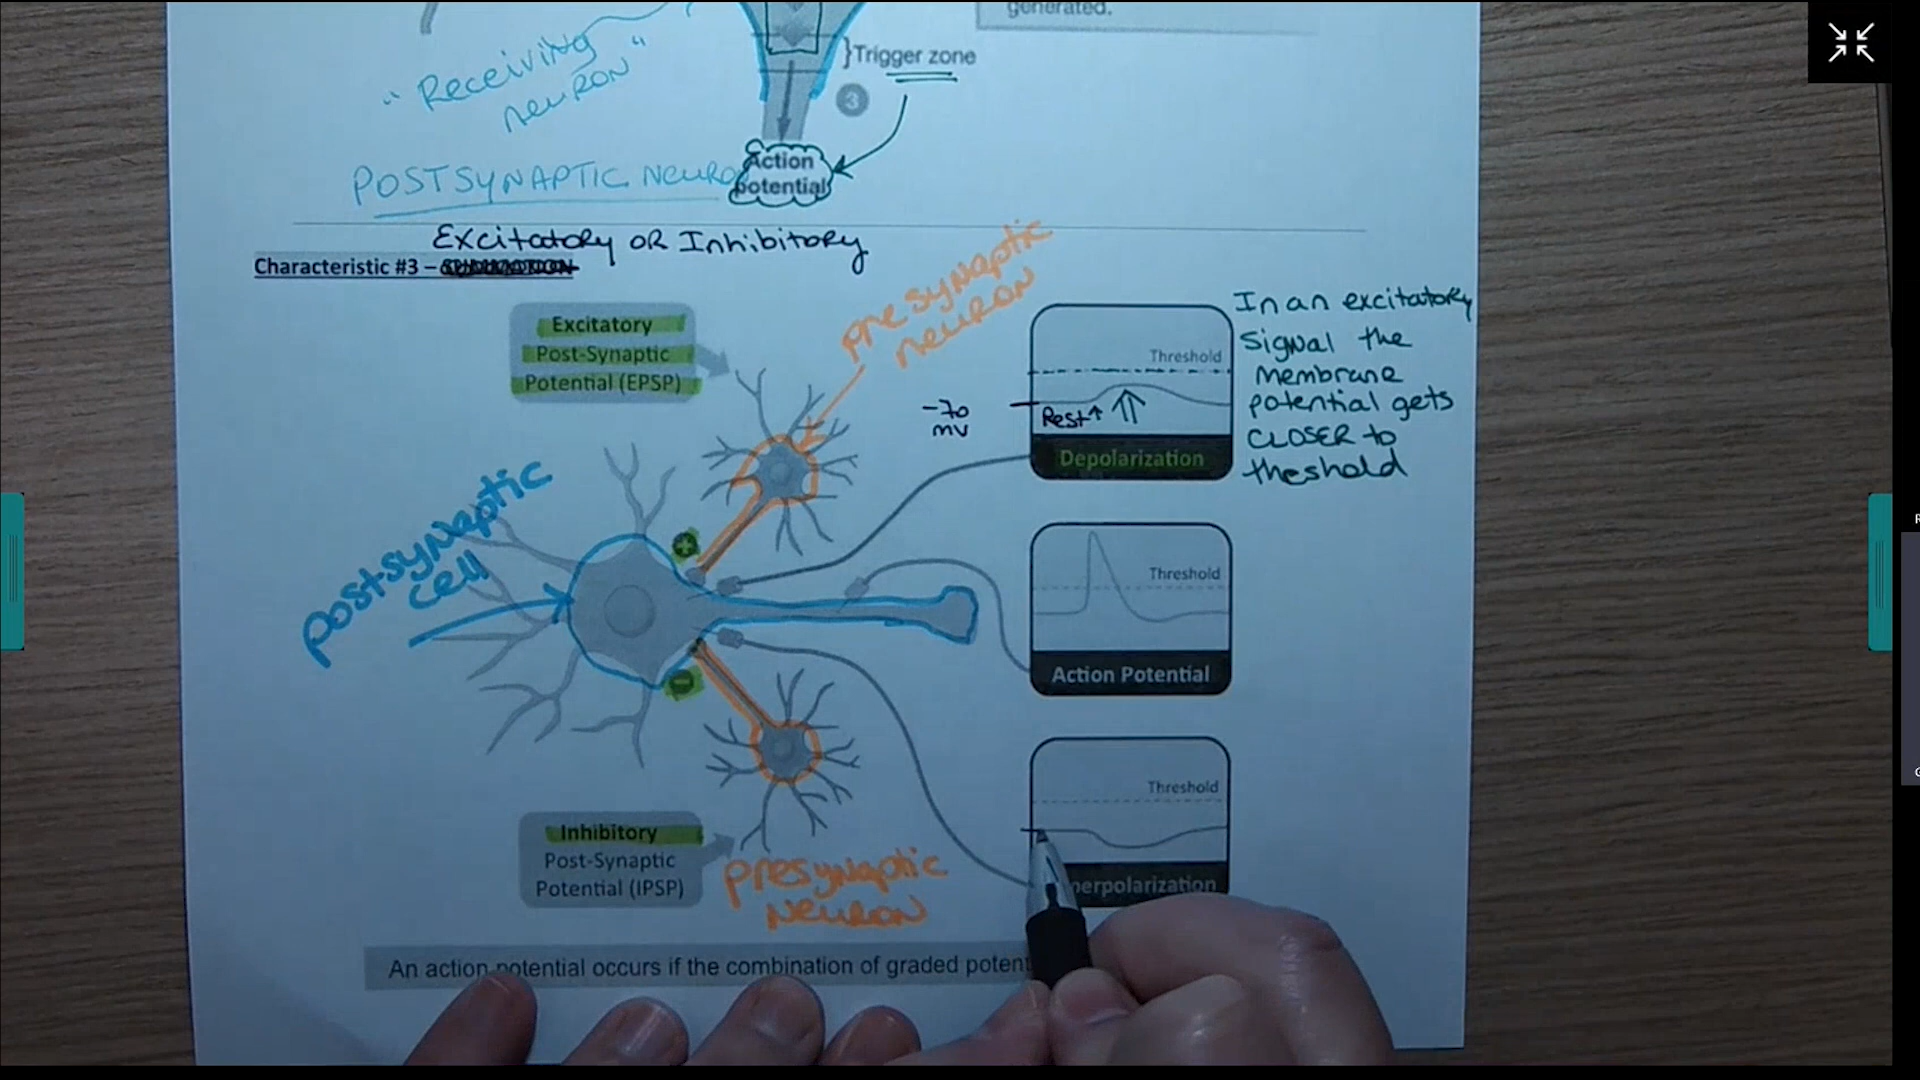 generated.
"Receiving
neuron"
}Trigger zone
3
Action
potential
POSTSYNAPTIC Neuron
Excitatory OR Inhibitory
Characteristic #3 –
Excitatory
Post-Synaptic
Potential (EPSP)
presynaptic
neuron
Threshold
-70
mV
Rest↑
Depolarization
In an excitatory
signal the
membrane
potential gets
CLOSER to
theshold
postsynaptic
cell
+
Threshold
Action Potential
-
Threshold
perpolarization
Inhibitory
Post-Synaptic
Potential (IPSP)
presynaptic
neuron
An action potential occurs if the combination of graded potent